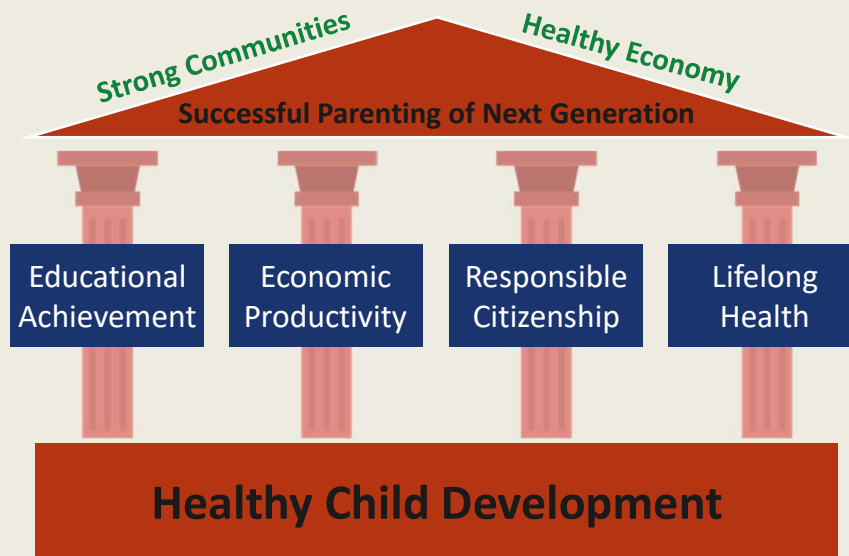 Strong Communities
Healthy Economy
Successful Parenting of Next Generation
Educational
Achievement
Economic
Productivity
Responsible
Citizenship
Lifelong
Health
Healthy Child Development